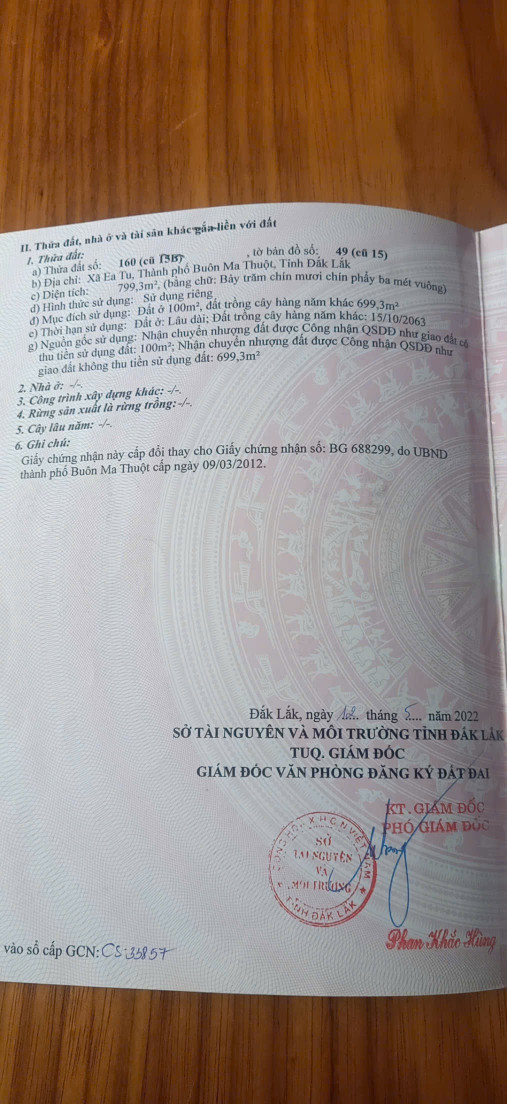 II. Thửa đất, nhà ở và tài sản khác gắn liền với đất
1. Thửa đất:
a) Thửa đất số: 160 (cũ 15B), tờ bản đồ số: 49 (cũ 15)
b) Địa chỉ: Xã Ea Tu, Thành phố Buôn Ma Thuột, Tỉnh Đắk Lắk
c) Diện tích: 799,3m², (bằng chữ: Bảy trăm chín mươi chín phẩy ba mét vuông)
d) Hình thức sử dụng: Sử dụng riêng
đ) Mục đích sử dụng: Đất ở 100m², đất trồng cây hàng năm khác 699,3m²
e) Thời hạn sử dụng: Đất ở: Lâu dài; Đất trồng cây hàng năm khác: 15/10/2063
g) Nguồn gốc sử dụng: Nhận chuyển nhượng đất được Công nhận QSDĐ như giao đất có
thu tiền sử dụng đất: 100m²; Nhận chuyển nhượng đất được Công nhận QSDĐ như
giao đất không thu tiền sử dụng đất: 699,3m²
2. Nhà ở: -/-.
3. Công trình xây dựng khác: -/-.
4. Rừng sản xuất là rừng trồng: -/-.
5. Cây lâu năm: -/-.
6. Ghi chú:
Giấy chứng nhận này cấp đổi thay cho Giấy chứng nhận số: BG 688299, do UBND
thành phố Buôn Ma Thuột cấp ngày 09/03/2012.
Đắk Lắk, ngày tháng 5 năm 2022
SỞ TÀI NGUYÊN VÀ MÔI TRƯỜNG TỈNH ĐẮK LẮK
TUQ. GIÁM ĐỐC
GIÁM ĐỐC VĂN PHÒNG ĐĂNG KÝ ĐẤT ĐAI
KT. GIÁM ĐỐC
PHÓ GIÁM ĐỐC
CỘNG HÒA X H C N VIỆT NAM
SỞ
TÀI NGUYÊN
VÀ
MÔI TRƯỜNG
TỈNH ĐẮK LẮK
Phan Khắc Hùng
vào sổ cấp GCN: CS